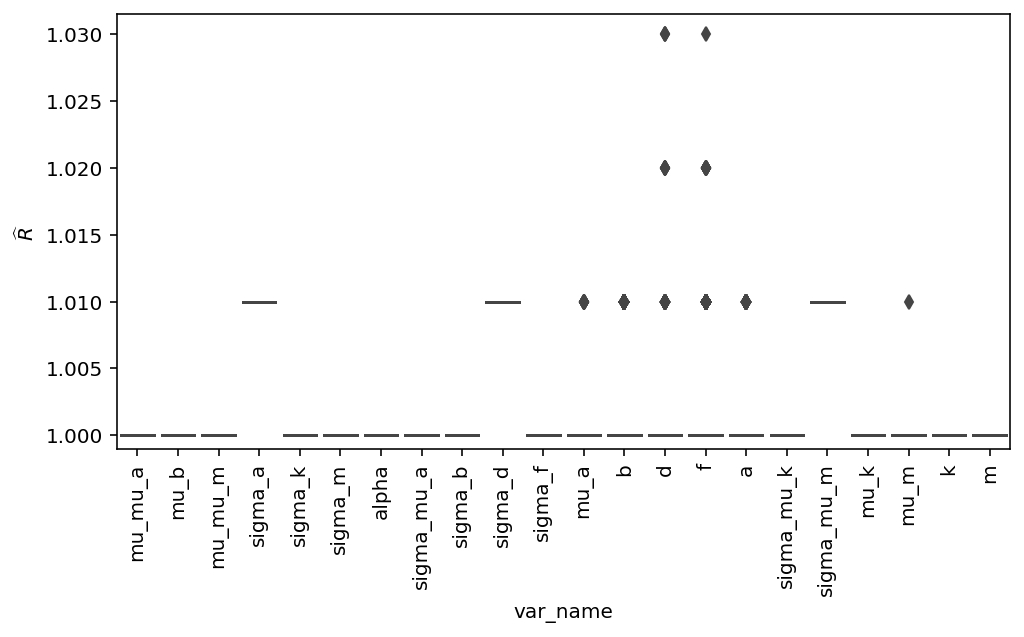 1.030
1.025
1.020
1.015
1.010
1.005
1.000
R̂
mu_mu_a
mu_b
mu_mu_m
sigma_a
sigma_k
sigma_m
alpha
sigma_mu_a
sigma_b
sigma_d
sigma_f
mu_a
b
d
f
a
sigma_mu_k
sigma_mu_m
mu_k
mu_m
k
m
var_name